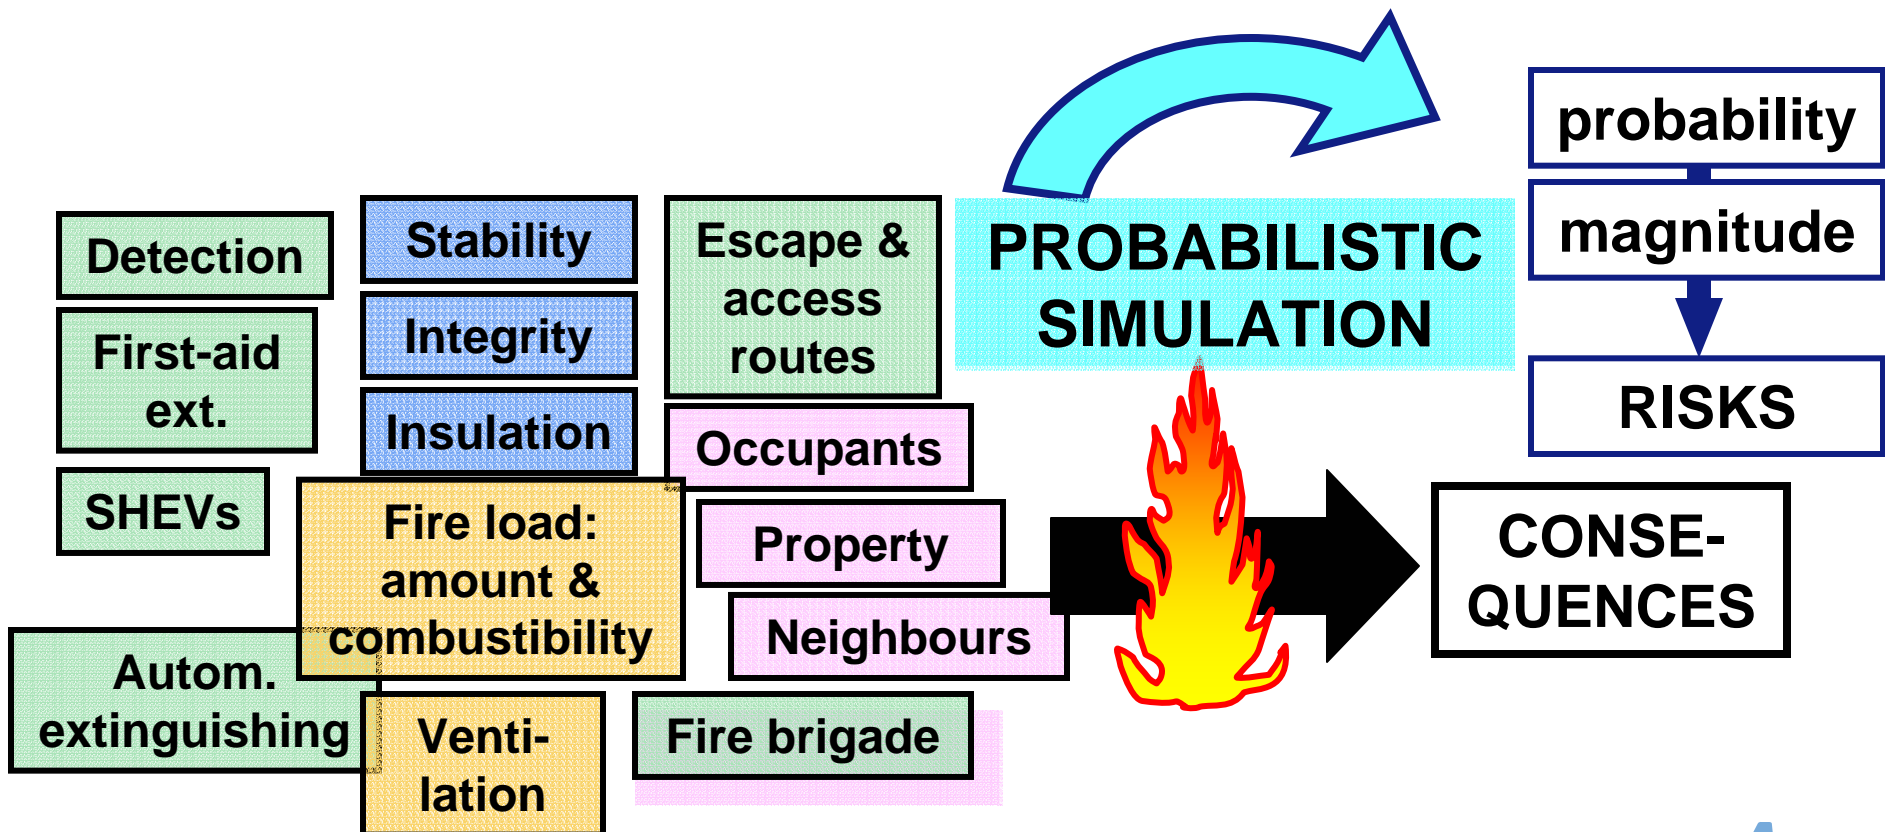 Detection
First-aid
ext.
SHEVs
Autom.
extinguishing
Stability
Integrity
Insulation
Fire load:
amount &
combustibility
Venti-
lation
Escape &
access
routes
Occupants
Property
Neighbours
Fire brigade
PROBABILISTIC
SIMULATION
probability
magnitude
RISKS
CONSE-
QUENCES